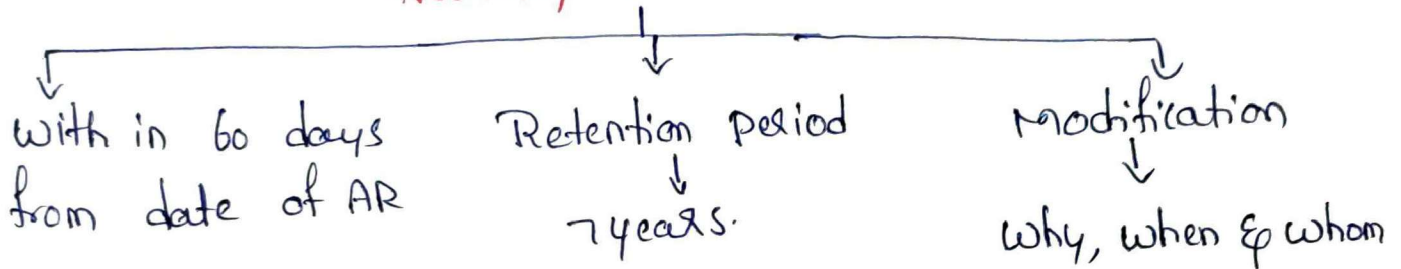 with in 60 days
from date of AR
Retention period
7 years.
Modification
why, when & whom